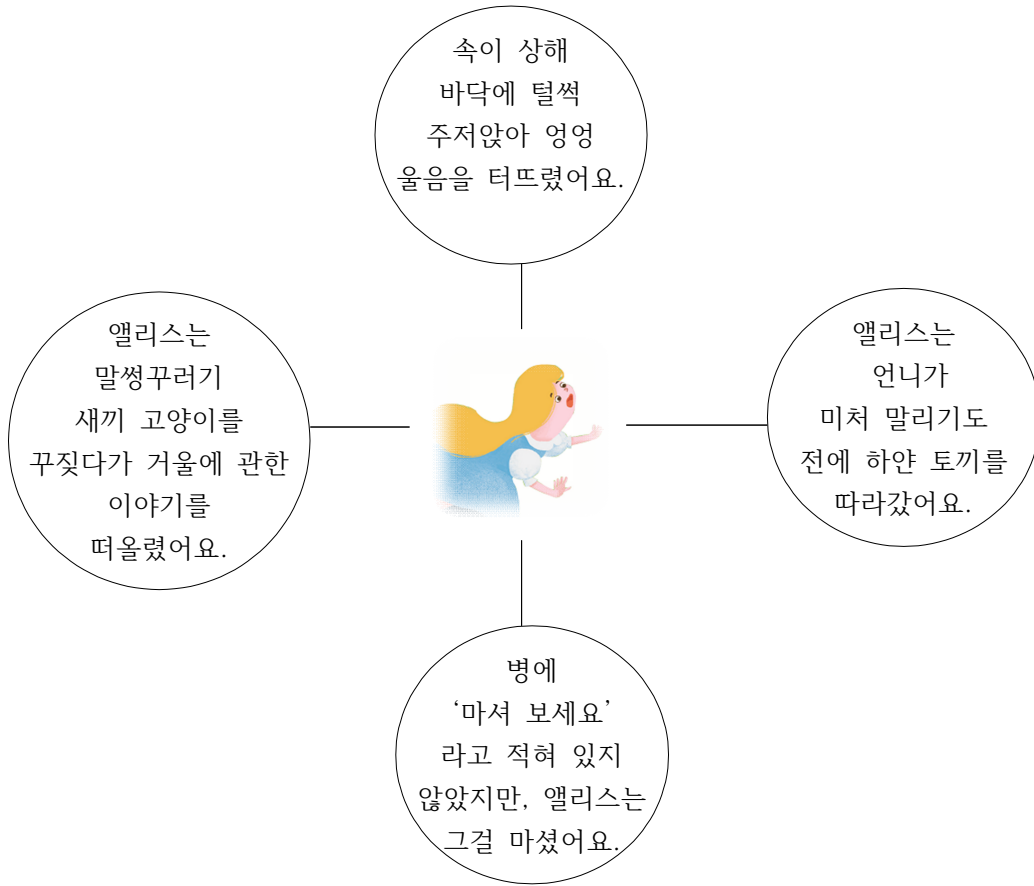 속이 상해
바닥에 털썩
주저앉아 엉엉
울음을 터뜨렸어요.
앨리스는
말썽꾸러기
새끼 고양이를
꾸짖다가 거울에 관한
이야기를
떠올렸어요.
앨리스는
언니가
미처 말리기도
전에 하얀 토끼를
따라갔어요.
병에
‘마셔 보세요’
라고 적혀 있지
않았지만, 앨리스는
그걸 마셨어요.